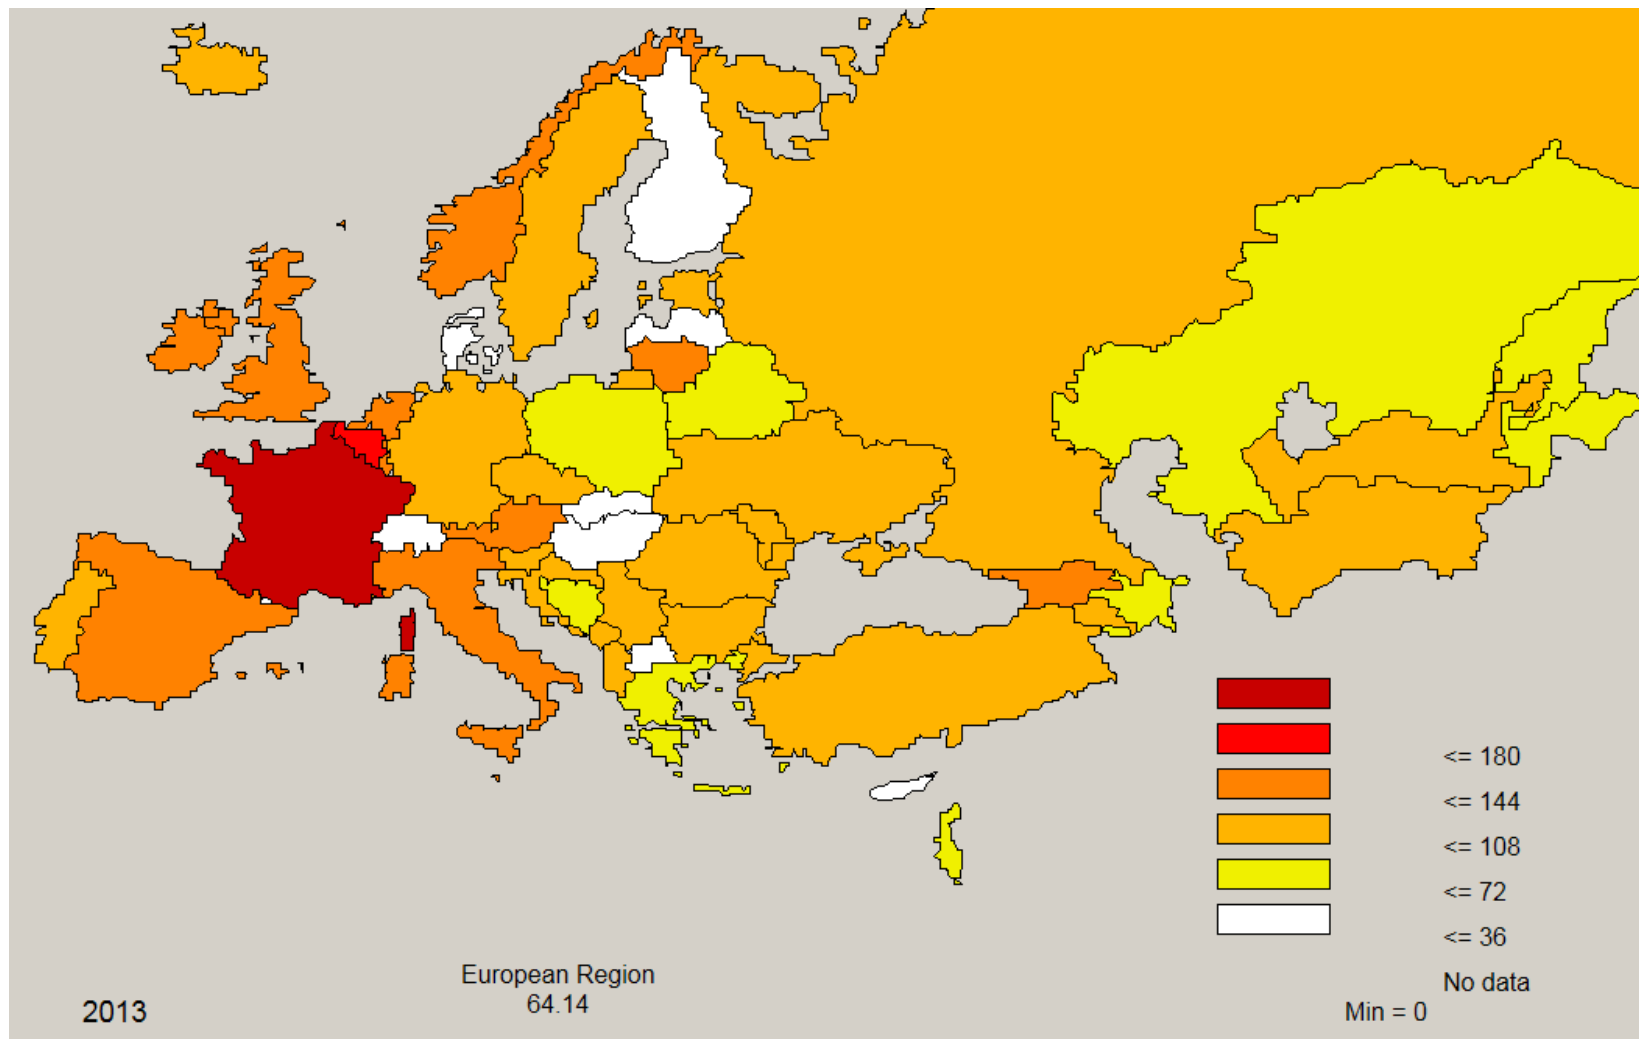 <= 180
<= 144
<= 108
<= 72
<= 36
No data
European Region
64.14
2013
Min = 0